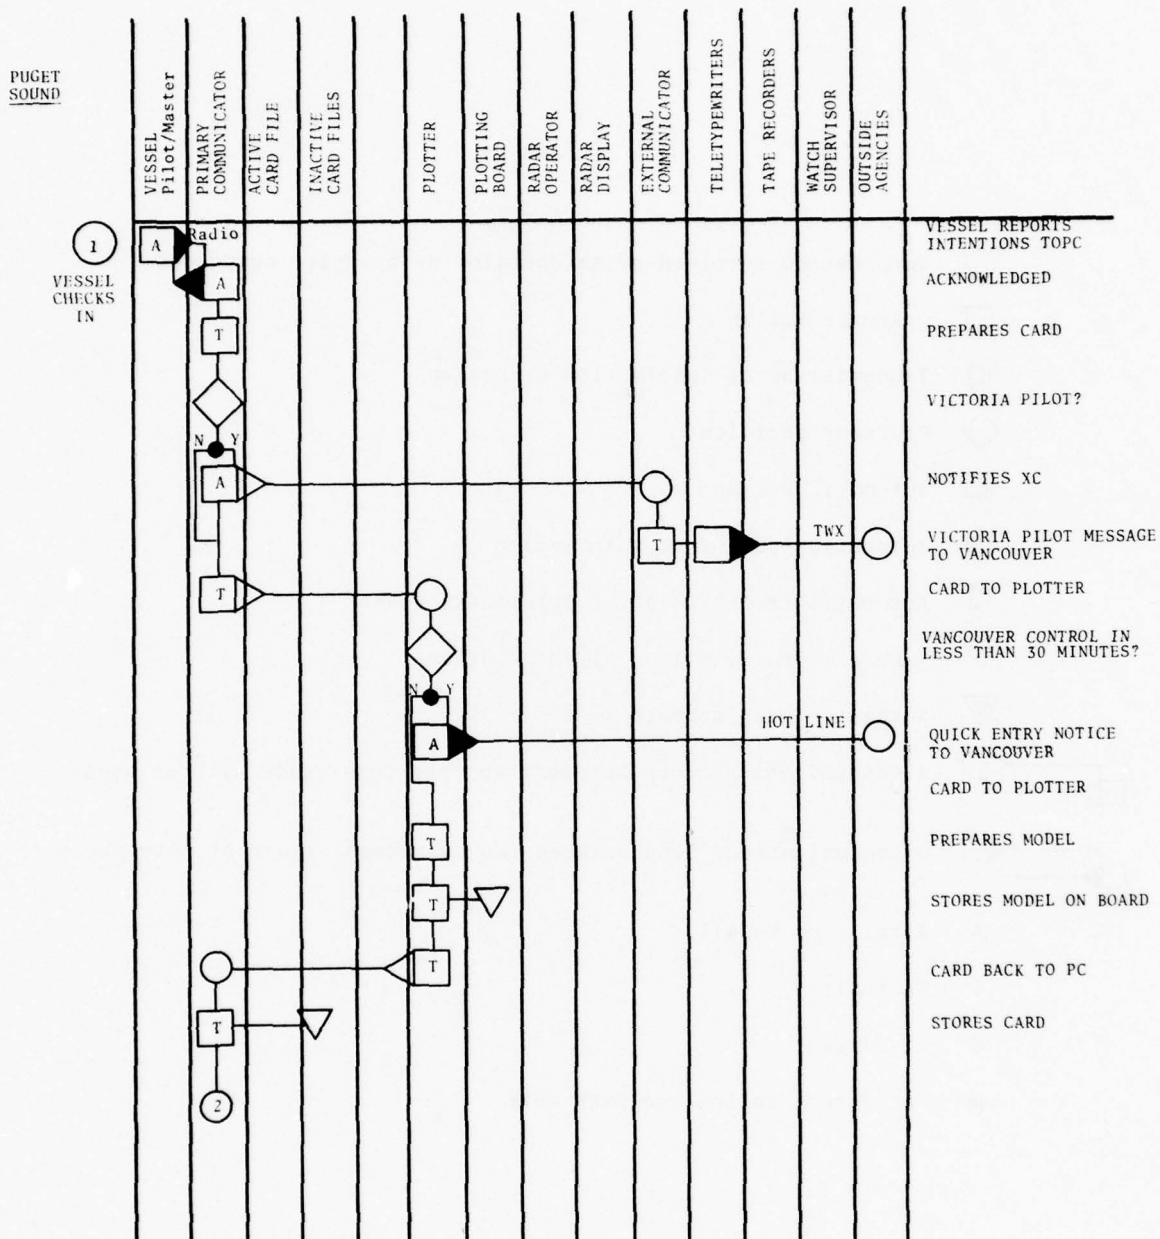 PUGET
SOUND
VESSEL
Pilot/Master
PRIMARY
COMMUNICATOR
ACTIVE
CARD FILE
INACTIVE
CARD FILES
PLOTTER
PLOTTING
BOARD
RADAR
OPERATOR
RADAR
DISPLAY
EXTERNAL
COMMUNICATOR
TELETYPEWRITERS
TAPE RECORDERS
WATCH
SUPERVISOR
OUTSIDE
AGENCIES
1
VESSEL
CHECKS
IN
A
Radio
VESSEL REPORTS
INTENTIONS TOPC
A
ACKNOWLEDGED
T
PREPARES CARD
VICTORIA PILOT?
N Y
A
NOTIFIES XC
T
TWX
VICTORIA PILOT MESSAGE
TO VANCOUVER
T
CARD TO PLOTTER
VANCOUVER CONTROL IN
LESS THAN 30 MINUTES?
N Y
A
HOT LINE
QUICK ENTRY NOTICE
TO VANCOUVER
CARD TO PLOTTER
T
PREPARES MODEL
T
STORES MODEL ON BOARD
T
CARD BACK TO PC
T
STORES CARD
2